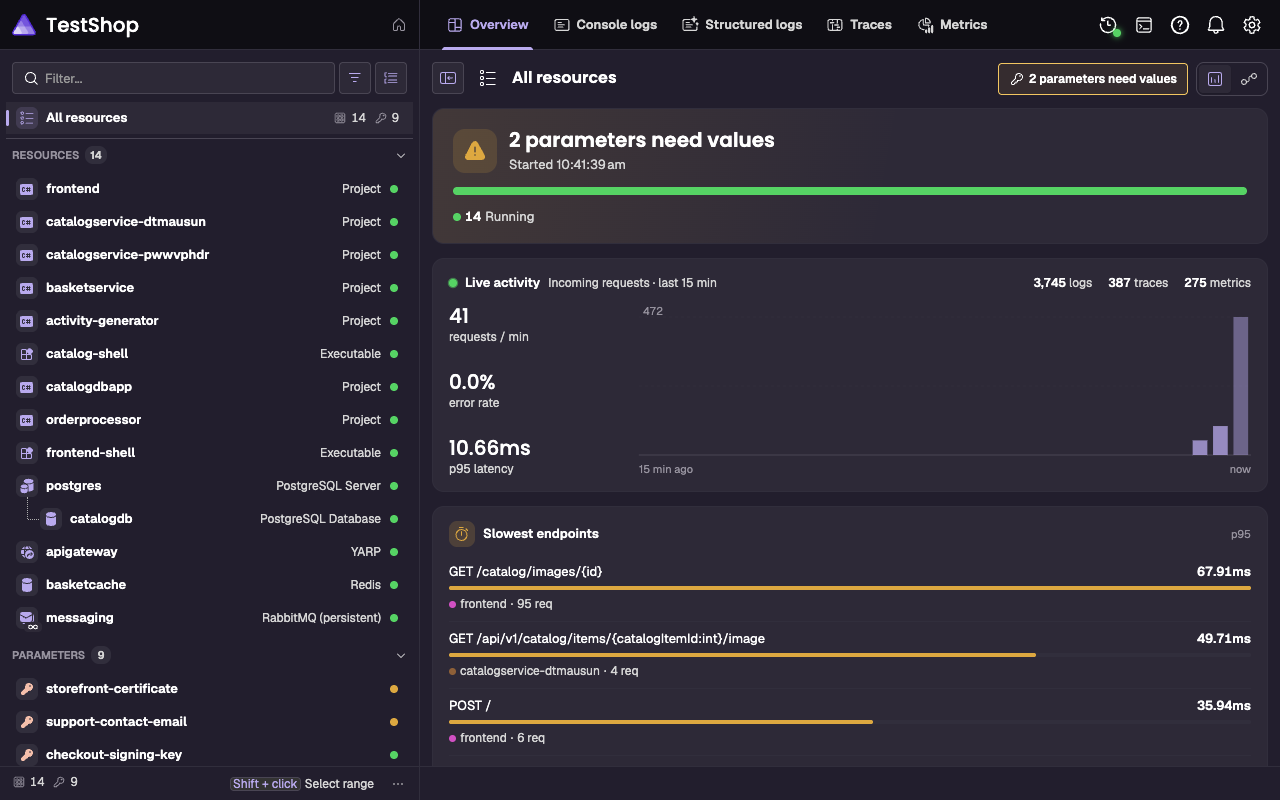 TestShop
Overview
Console logs
Structured logs
Traces
Metrics
Filter...
All resources
14
9
RESOURCES 14
frontend Project
catalogservice-dtmausun Project
catalogservice-pwwvphdr Project
basketservice Project
activity-generator Project
catalog-shell Executable
catalogdbapp Project
orderprocessor Project
frontend-shell Executable
postgres PostgreSQL Server
catalogdb PostgreSQL Database
apigateway YARP
basketcache Redis
messaging RabbitMQ (persistent)
PARAMETERS 9
storefront-certificate
support-contact-email
checkout-signing-key
14 9 Shift + click Select range ...
All resources
2 parameters need values
2 parameters need values
Started 10:41:39 am
14 Running
Live activity Incoming requests · last 15 min
3,745 logs 387 traces 275 metrics
41
requests / min
0.0%
error rate
10.66ms
p95 latency
472
15 min ago now
Slowest endpoints p95
GET /catalog/images/{id} 67.91ms
frontend · 95 req
GET /api/v1/catalog/items/{catalogItemId:int}/image 49.71ms
catalogservice-dtmausun · 4 req
POST / 35.94ms
frontend · 6 req